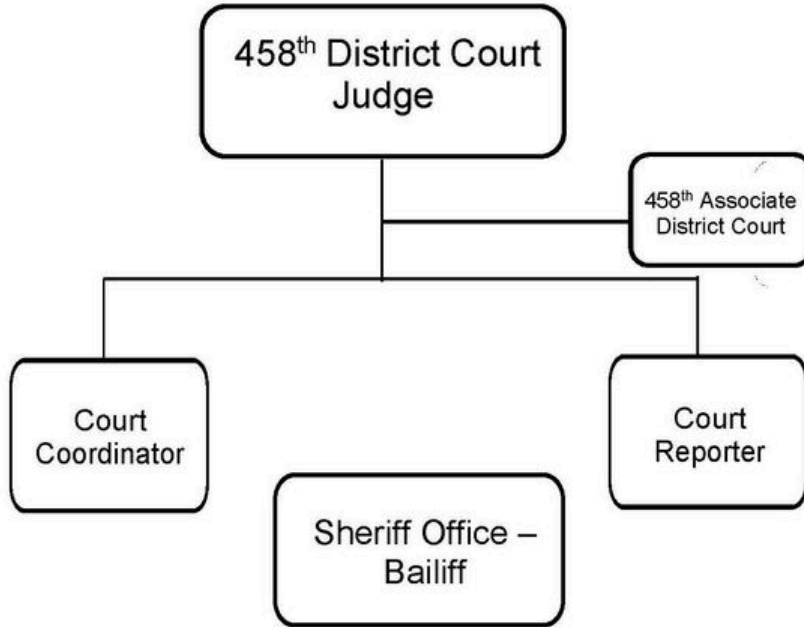 458th District Court
Judge
458th Associate
District Court
Court
Coordinator
Court
Reporter
Sheriff Office –
Bailiff